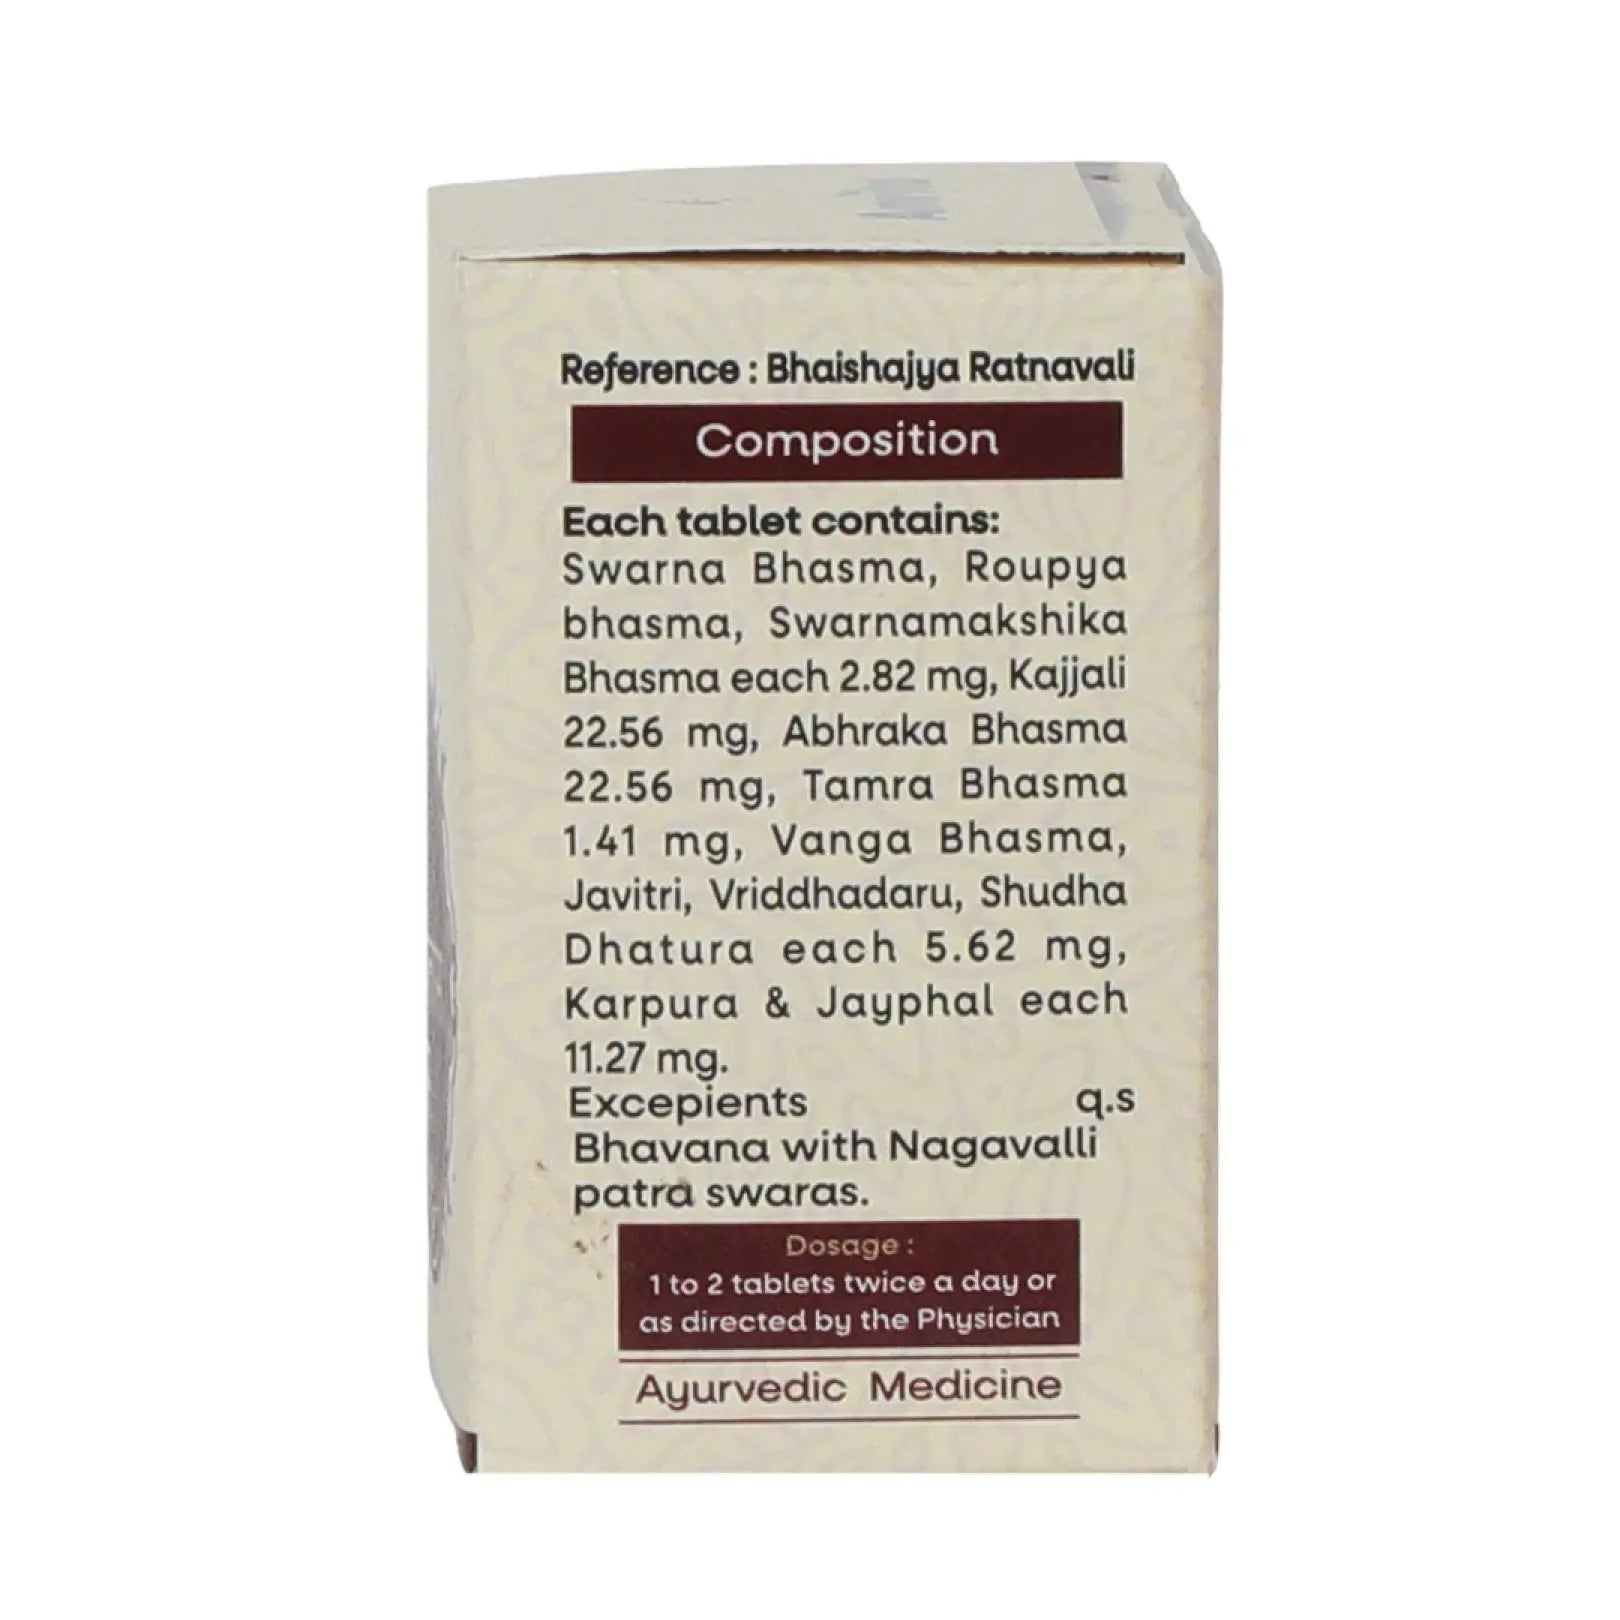 Reference : Bhaishajya Ratnavali
Composition
Each tablet contains:
Swarna Bhasma, Roupya
bhasma, Swarnamakshika
Bhasma each 2.82 mg, Kajjali
22.56 mg, Abhraka Bhasma
22.56 mg, Tamra Bhasma
1.41 mg, Vanga Bhasma,
Javitri, Vriddhadaru, Shudha
Dhatura each 5.62 mg,
Karpura & Jayphal each
11.27 mg.
Excepients q.s
Bhavana with Nagavalli
patra swaras.
Dosage :
1 to 2 tablets twice a day or
as directed by the Physician
Ayurvedic Medicine